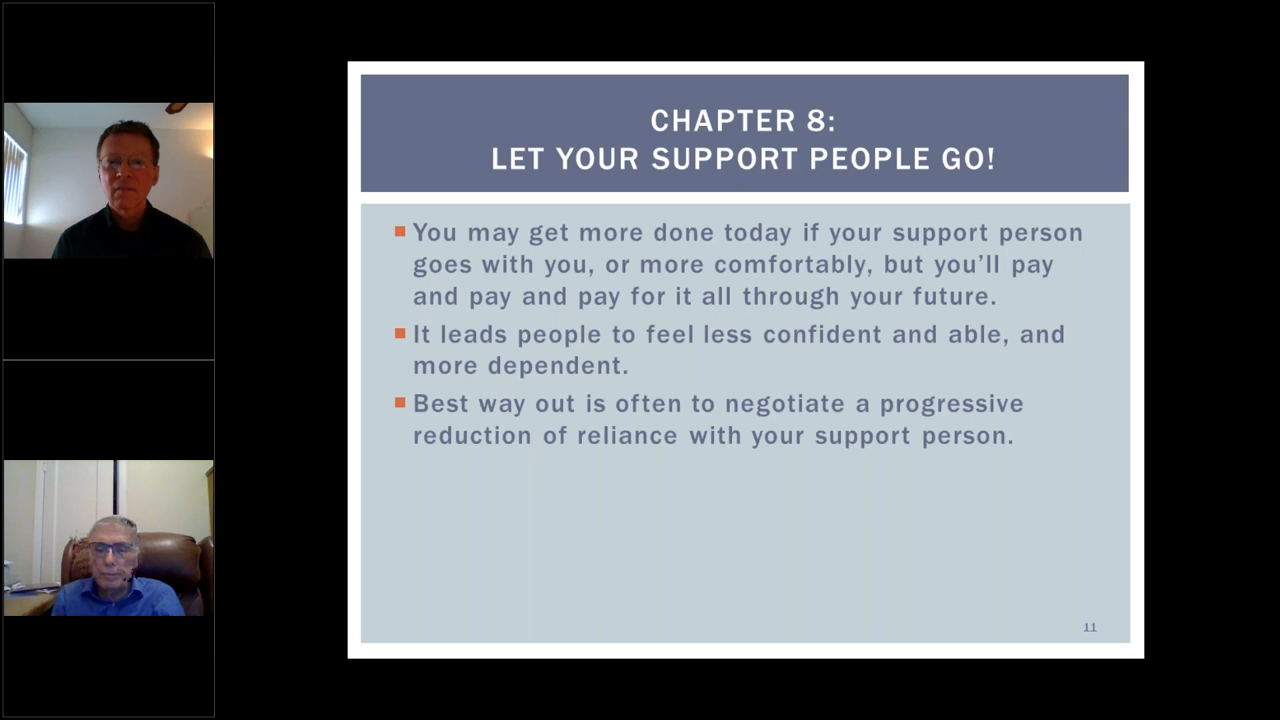 CHAPTER 8:
LET YOUR SUPPORT PEOPLE GO!
You may get more done today if your support person
goes with you, or more comfortably, but you’ll pay
and pay and pay for it all through your future.
It leads people to feel less confident and able, and
more dependent.
Best way out is often to negotiate a progressive
reduction of reliance with your support person.
11